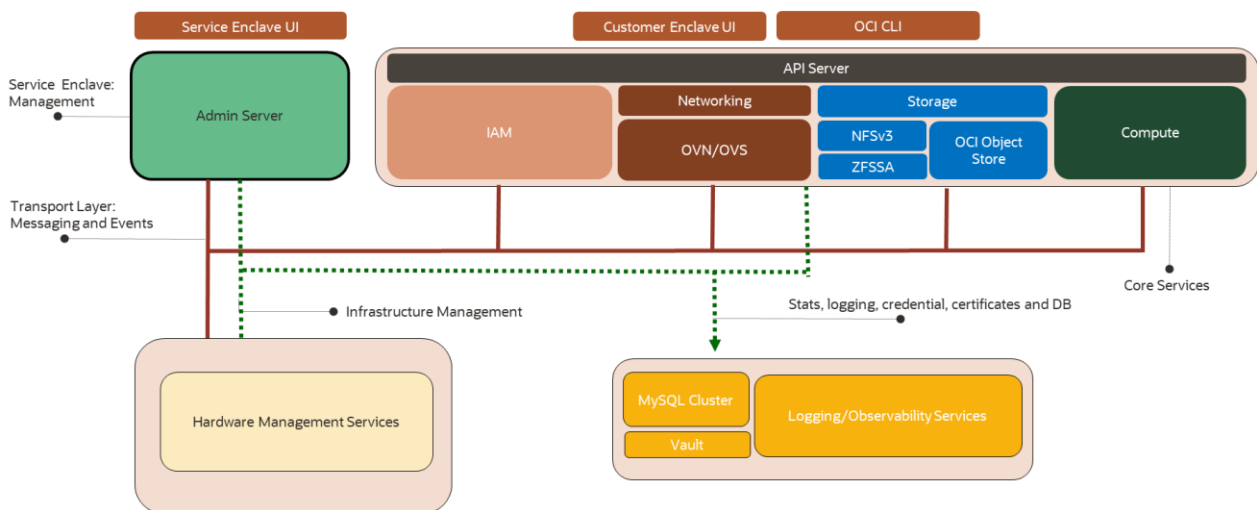 Service Enclave UI
Customer Enclave UI
OCI CLI
API Server
Service Enclave:
Management
Admin Server
IAM
Networking
OVN/OVS
Storage
NFSv3
ZFSSA
OCI Object
Store
Compute
Transport Layer:
Messaging and Events
Core Services
Infrastructure Management
Stats, logging, credential, certificates and DB
Hardware Management Services
MySQL Cluster
Vault
Logging/Observability Services